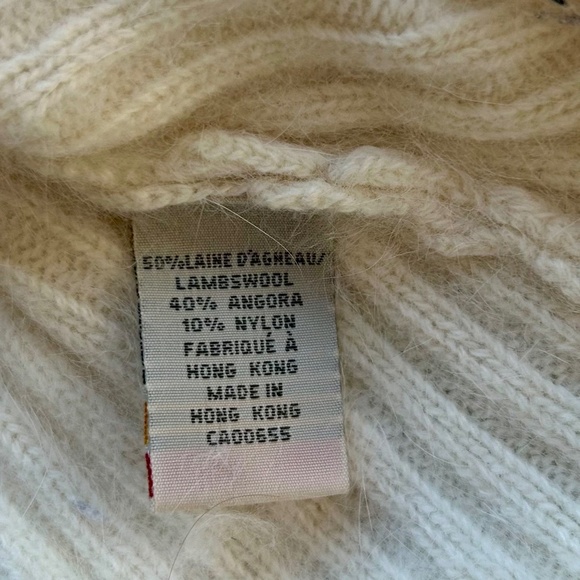 50%LAINE D'AGNEAU/
LAMBSWOOL
40% ANGORA
10% NYLON
FABRIQUÉ À
HONG KONG
MADE IN
HONG KONG
CA00655